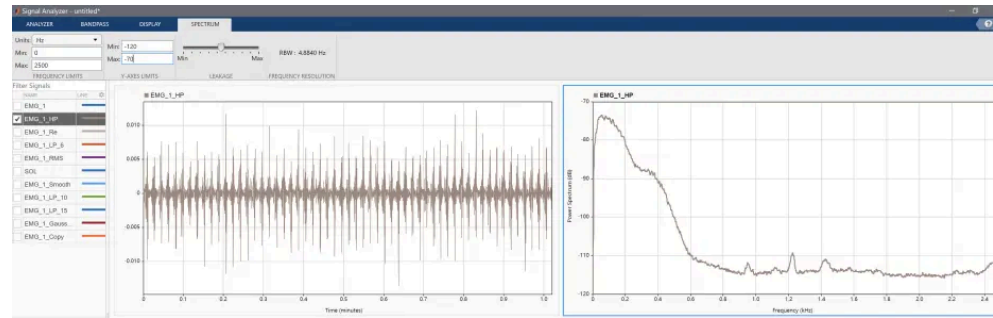 Signal Analyzer - untitled*
ANALYZER BANDPASS DISPLAY SPECTRUM
Units: Hz
Min: 0
Max: 2500
FREQUENCY LIMITS
Min: -120
Max: -70
Y-AXES LIMITS
Min Max
LEAKAGE
RBW : 4.8840 Hz
FREQUENCY RESOLUTION
Filter Signals
EMG_1
EMG_1_HP
EMG_1_Re
EMG_1_LP_6
EMG_1_RMS
SOL
EMG_1_Smooth
EMG_1_LP_10
EMG_1_LP_15
EMG_1_Gauss...
EMG_1_Copy
EMG_1_HP
0.010
0.005
0
-0.005
-0.010
0 0.1 0.2 0.3 0.4 0.5 0.6 0.7 0.8 0.9 1.0
Time (minutes)
EMG_1_HP
-70
-80
-90
-100
-110
-120
Power Spectrum (dB)
0 0.2 0.4 0.6 0.8 1.0 1.2 1.4 1.6 1.8 2.0 2.2 2.4
Frequency (kHz)